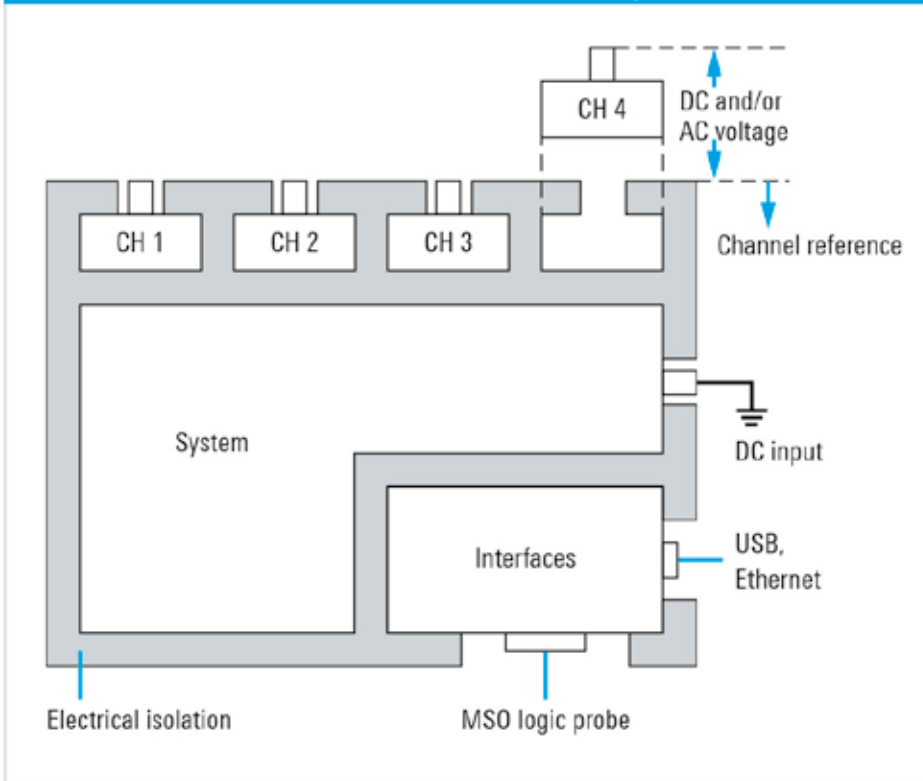 CH 4
DC and/or
AC voltage
CH 1
CH 2
CH 3
Channel reference
System
DC input
Interfaces
USB,
Ethernet
Electrical isolation
MSO logic probe